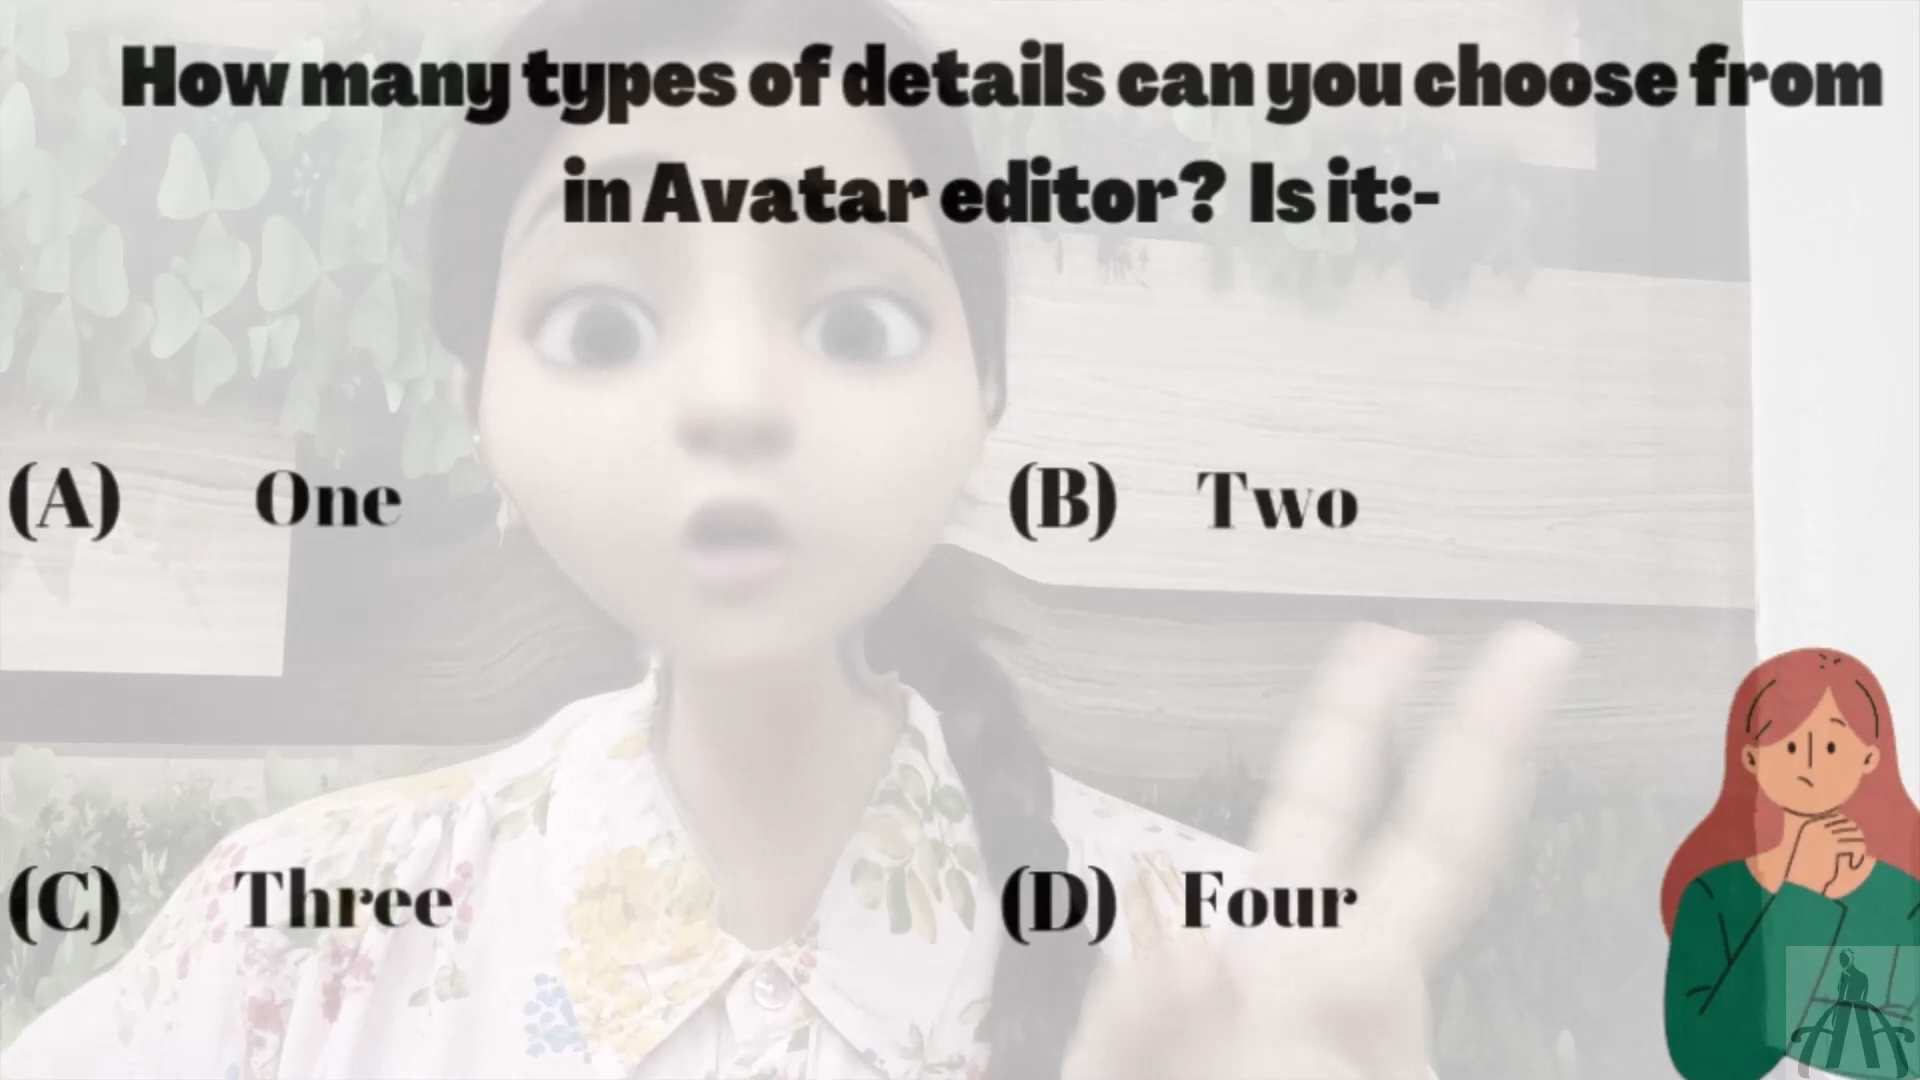 How many types of details can you choose from
in Avatar editor? Is it:-
(A) One
(B) Two
(C) Three
(D) Four